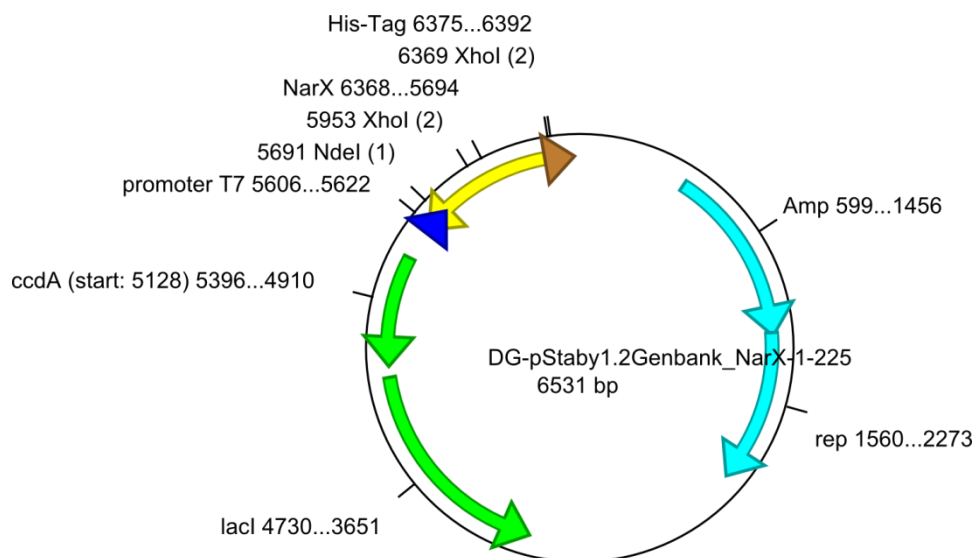 His-Tag 6375...6392
6369 XhoI (2)
NarX 6368...5694
5953 XhoI (2)
5691 NdeI (1)
promoter T7 5606...5622
Amp 599...1456
ccdA (start: 5128) 5396...4910
DG-pStaby1.2Genbank_NarX-1-225
6531 bp
rep 1560...2273
lacI 4730...3651